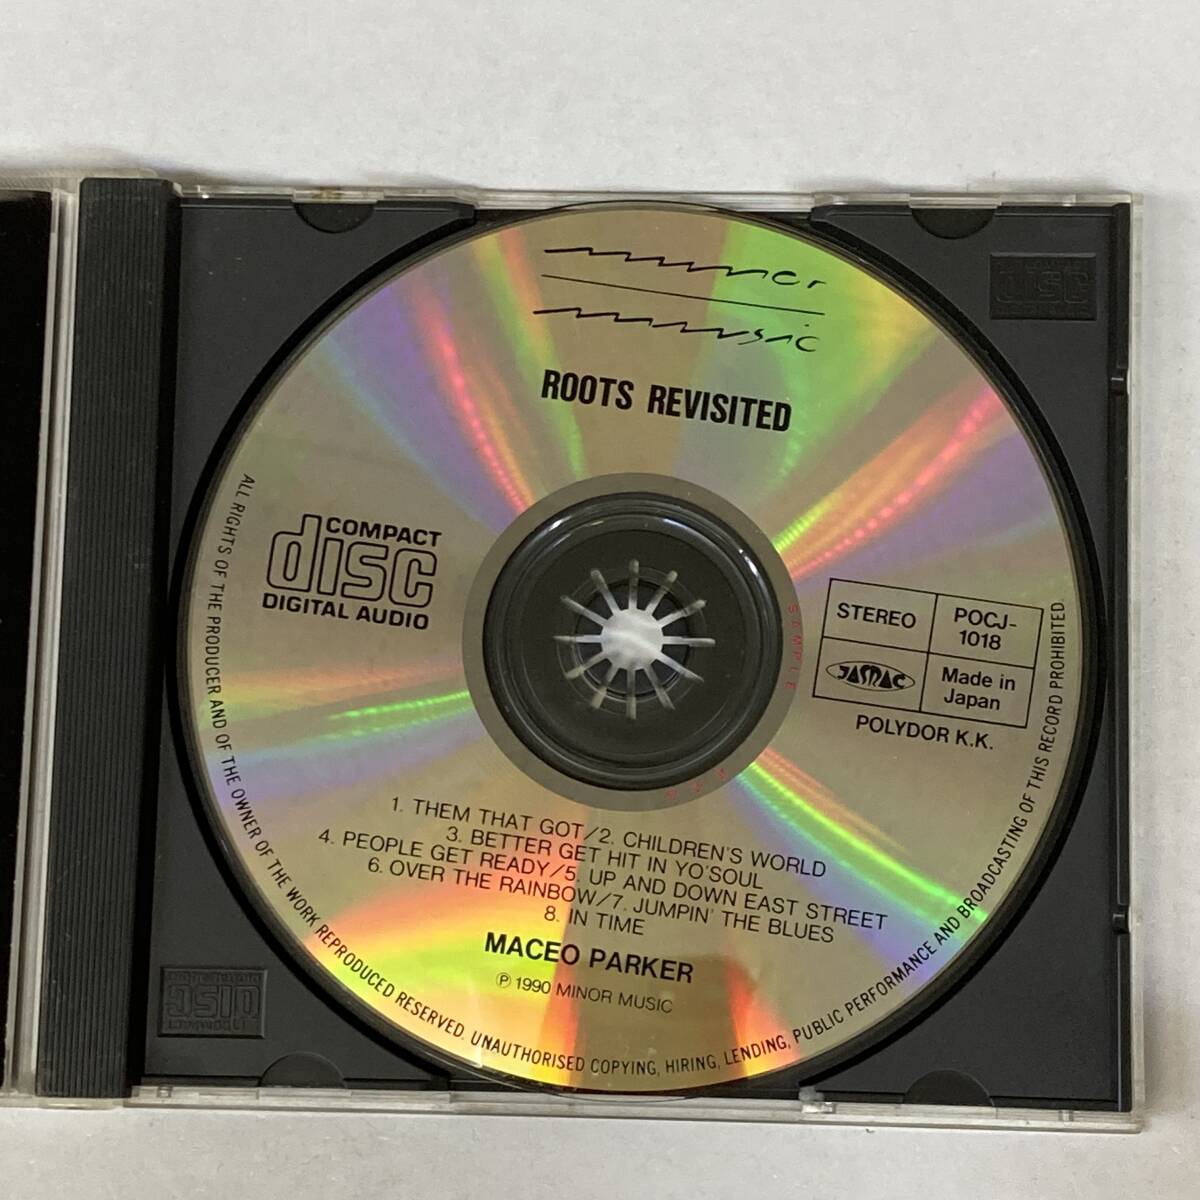 minor
music
ROOTS REVISITED
COMPACT
disc
DIGITAL AUDIO
STEREO
POCJ-
1018
JASRAC
Made in
Japan
POLYDOR K.K.
SAMPLE
1. THEM THAT GOT/2. CHILDREN'S WORLD
3. BETTER GET HIT IN YO'SOUL
4. PEOPLE GET READY/5. UP AND DOWN EAST STREET
6. OVER THE RAINBOW/7. JUMPIN' THE BLUES
8. IN TIME
MACEO PARKER
Ⓟ 1990 MINOR MUSIC
ALL RIGHTS OF THE PRODUCER AND OF THE OWNER OF THE WORK REPRODUCED RESERVED. UNAUTHORISED COPYING, HIRING, LENDING, PUBLIC PERFORMANCE AND BROADCASTING OF THIS RECORD PROHIBITED.
disc
disc